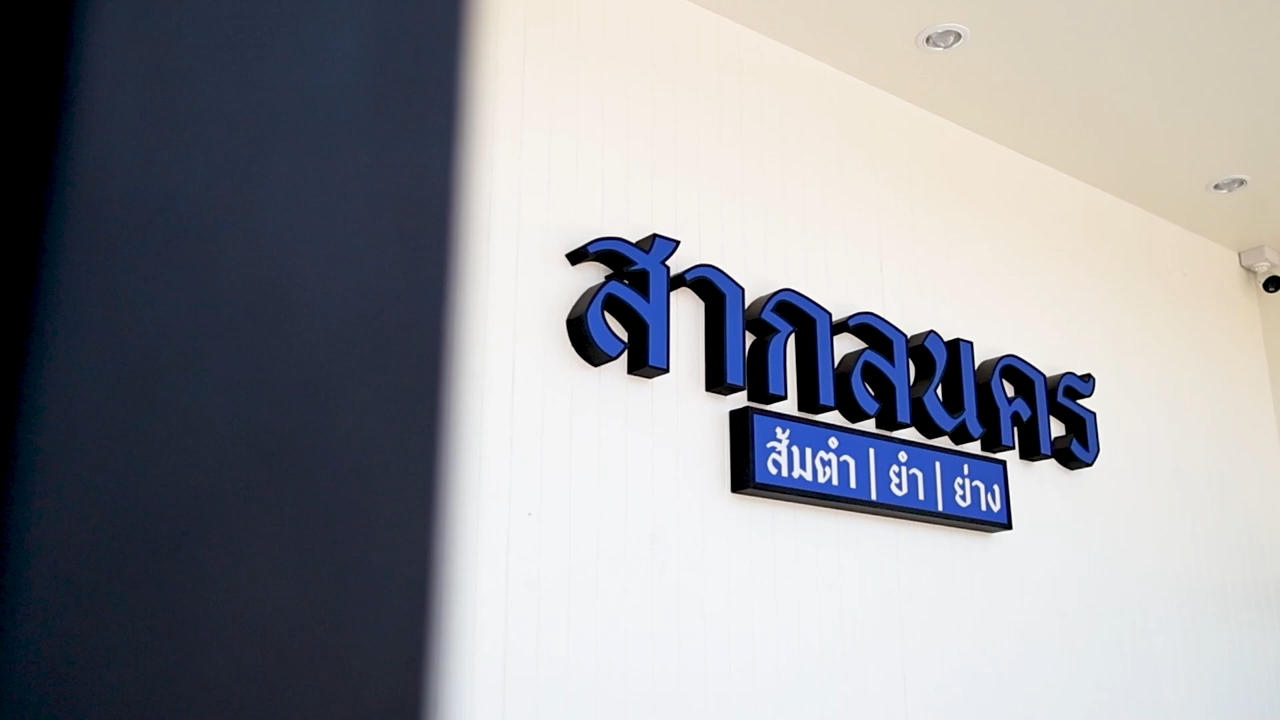 สากลนคร
ส้มตำ | ยำ | ย่าง